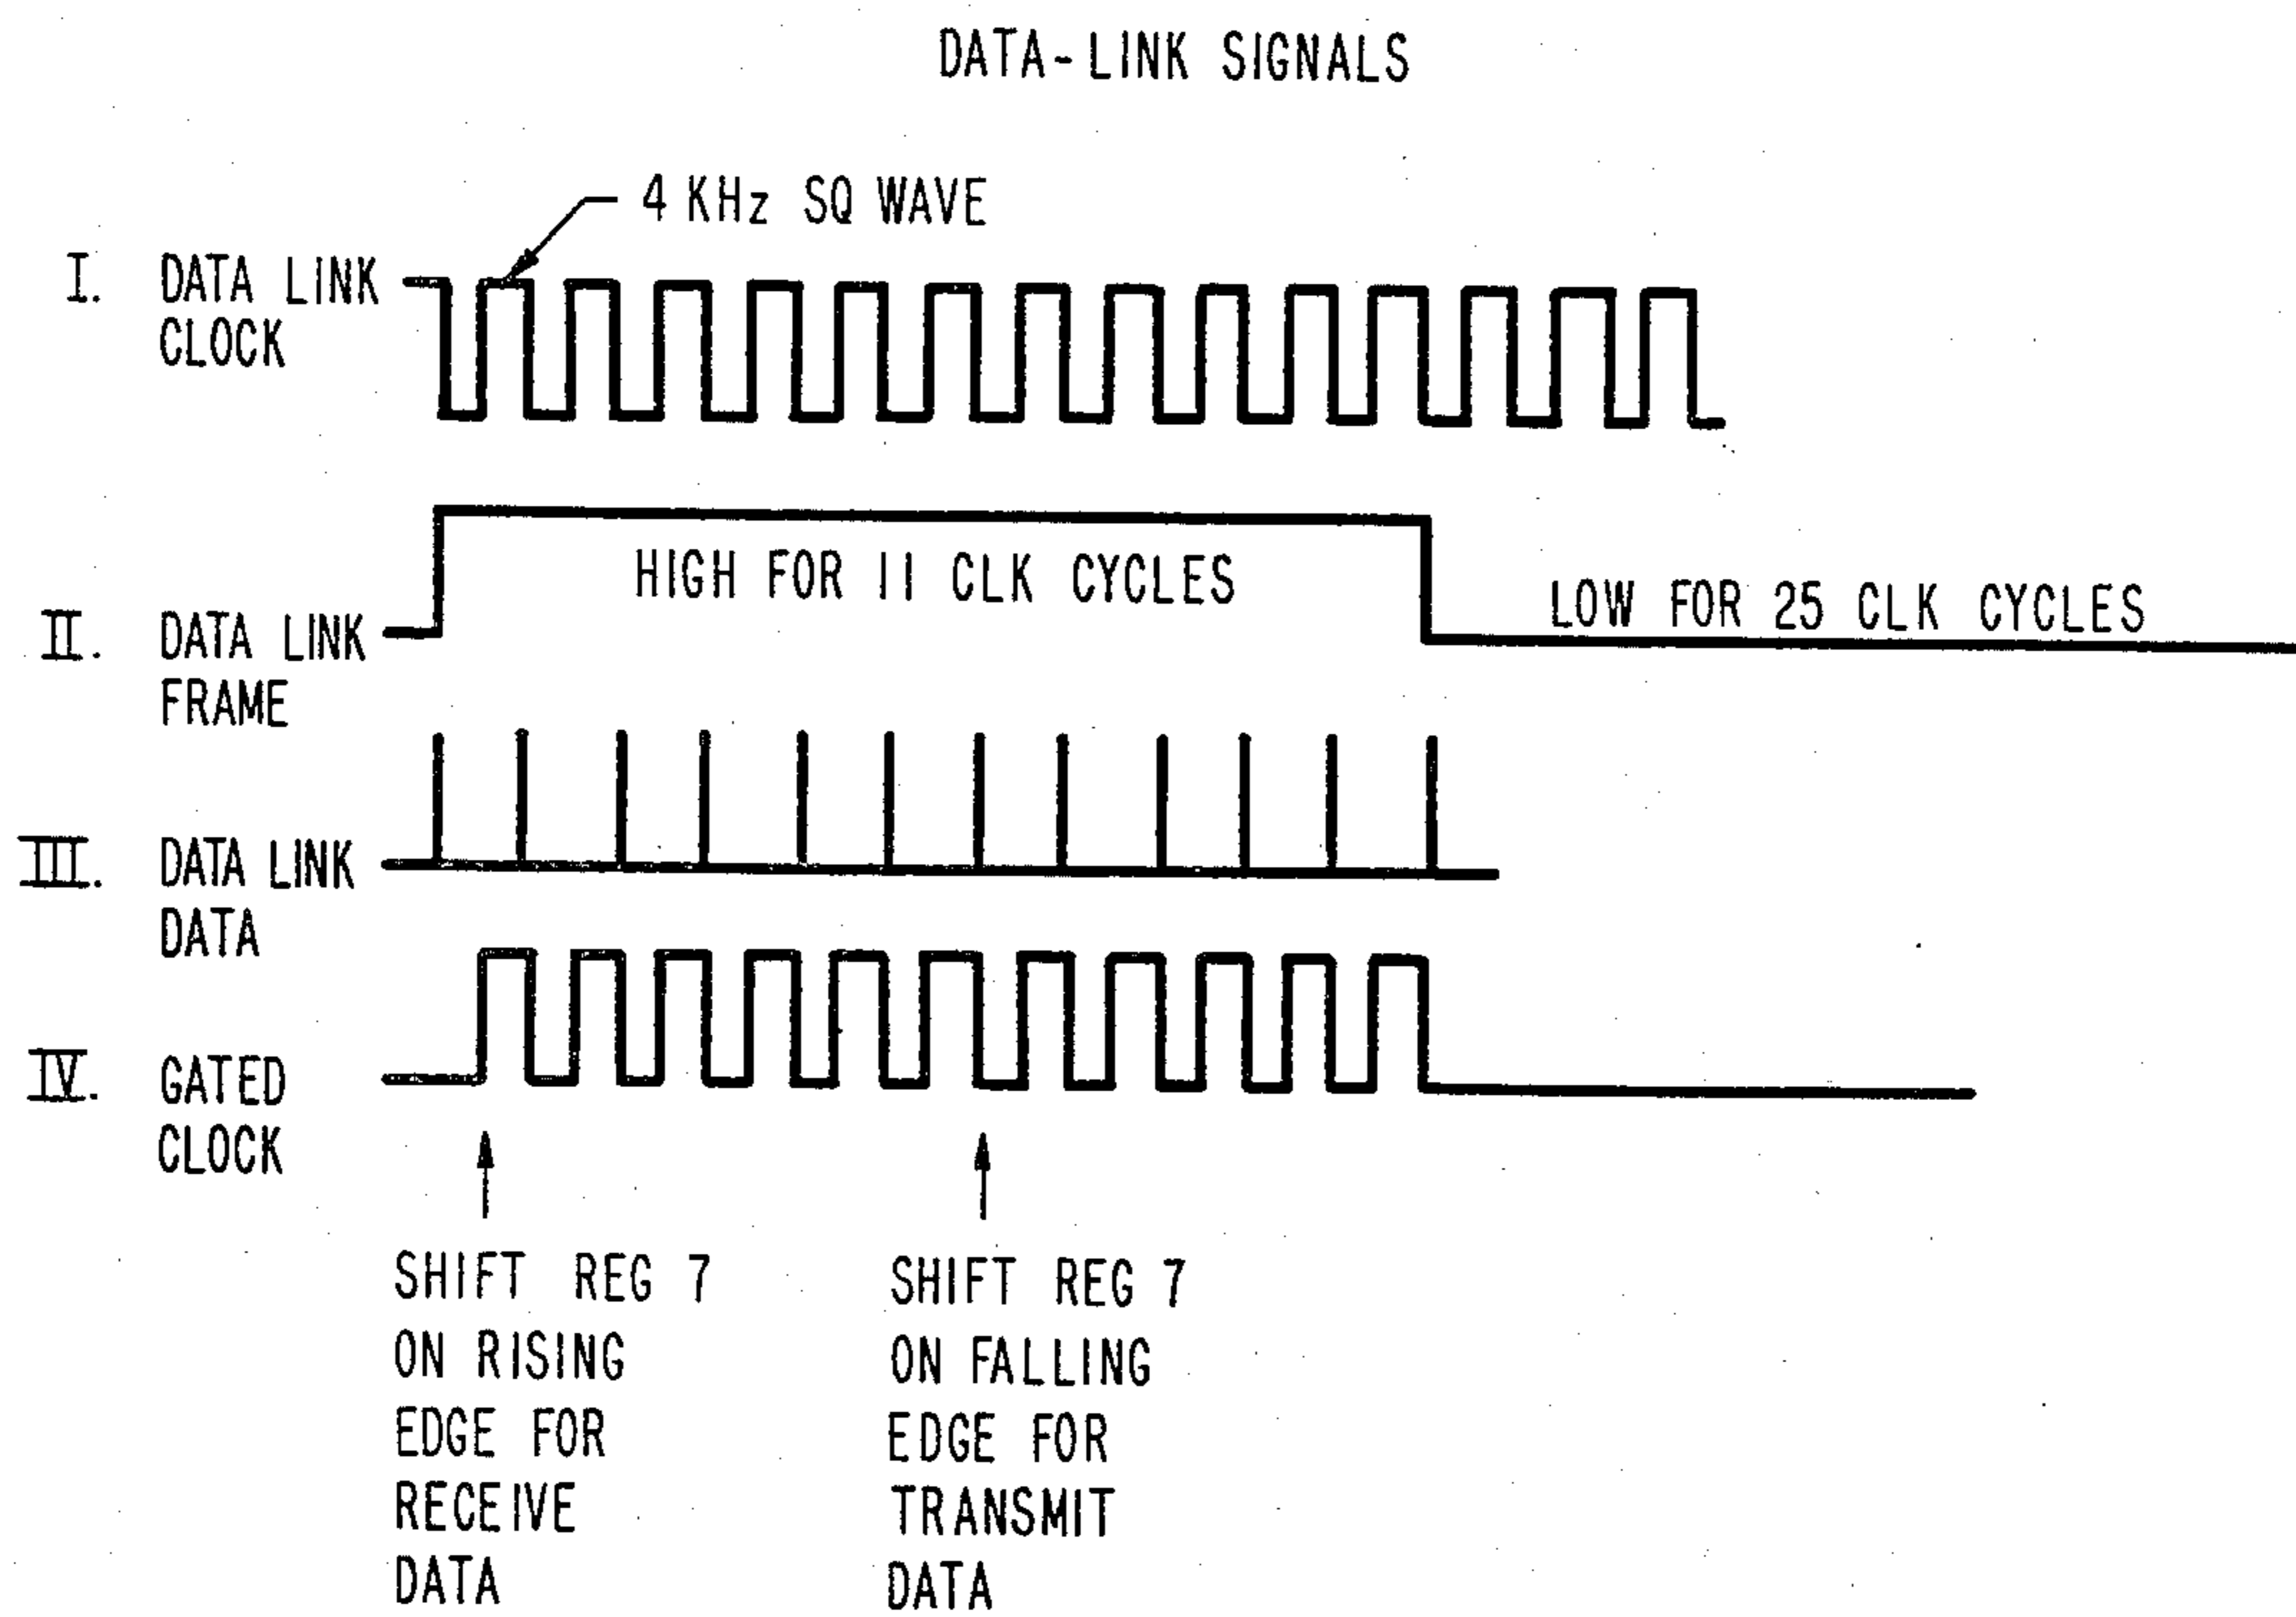 DATA-LINK SIGNALS
4 KHz SQ WAVE
I. DATA LINK
CLOCK
HIGH FOR 11 CLK CYCLES
LOW FOR 25 CLK CYCLES
II. DATA LINK
FRAME
III. DATA LINK
DATA
IV. GATED
CLOCK
SHIFT REG 7
ON RISING
EDGE FOR
RECEIVE
DATA
SHIFT REG 7
ON FALLING
EDGE FOR
TRANSMIT
DATA